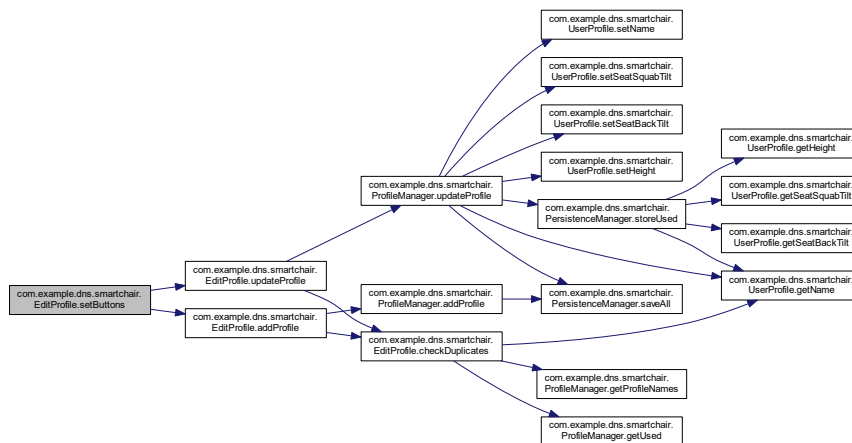 com.example.dns.smartchair.
UserProfile.setName
com.example.dns.smartchair.
UserProfile.setSeatSquabTilt
com.example.dns.smartchair.
UserProfile.setSeatBackTilt
com.example.dns.smartchair.
UserProfile.getHeight
com.example.dns.smartchair.
UserProfile.setHeight
com.example.dns.smartchair.
ProfileManager.updateProfile
com.example.dns.smartchair.
UserProfile.getSeatSquabTilt
com.example.dns.smartchair.
PersistenceManager.storeUsed
com.example.dns.smartchair.
UserProfile.getSeatBackTilt
com.example.dns.smartchair.
EditProfile.updateProfile
com.example.dns.smartchair.
UserProfile.getName
com.example.dns.smartchair.
EditProfile.setButtons
com.example.dns.smartchair.
ProfileManager.addProfile
com.example.dns.smartchair.
PersistenceManager.saveAll
com.example.dns.smartchair.
EditProfile.addProfile
com.example.dns.smartchair.
EditProfile.checkDuplicates
com.example.dns.smartchair.
ProfileManager.getProfileNames
com.example.dns.smartchair.
ProfileManager.getUsed